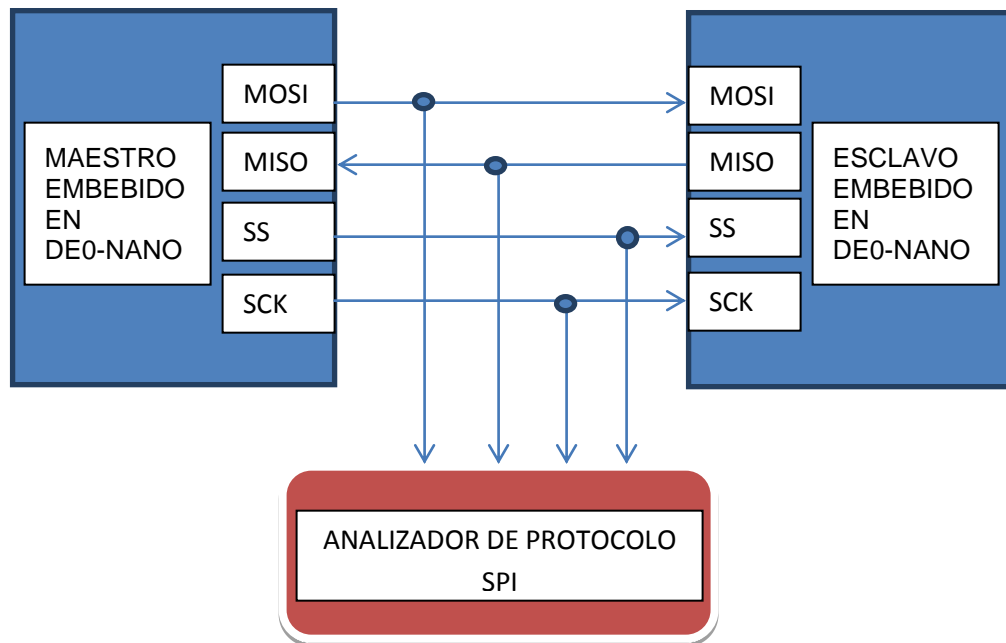 MAESTRO
EMBEBIDO
EN
DE0-NANO
MOSI
MISO
SS
SCK
MOSI
MISO
SS
SCK
ESCLAVO
EMBEBIDO
EN
DE0-NANO
ANALIZADOR DE PROTOCOLO
SPI